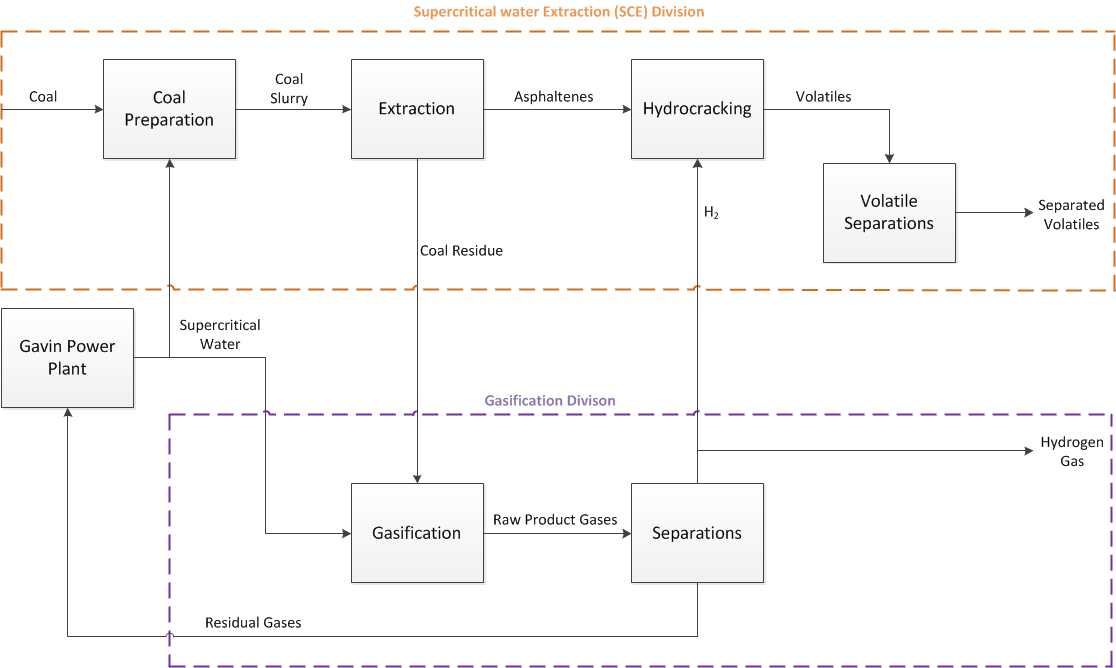 Supercritical water Extraction (SCE) Division
Coal
Coal
Preparation
Coal
Slurry
Extraction
Asphaltenes
Hydrocracking
Volatiles
Volatile
Separations
Separated
Volatiles
H₂
Coal Residue
Gavin Power
Plant
Supercritical
Water
Gasification Divison
Hydrogen
Gas
Gasification
Raw Product Gases
Separations
Residual Gases